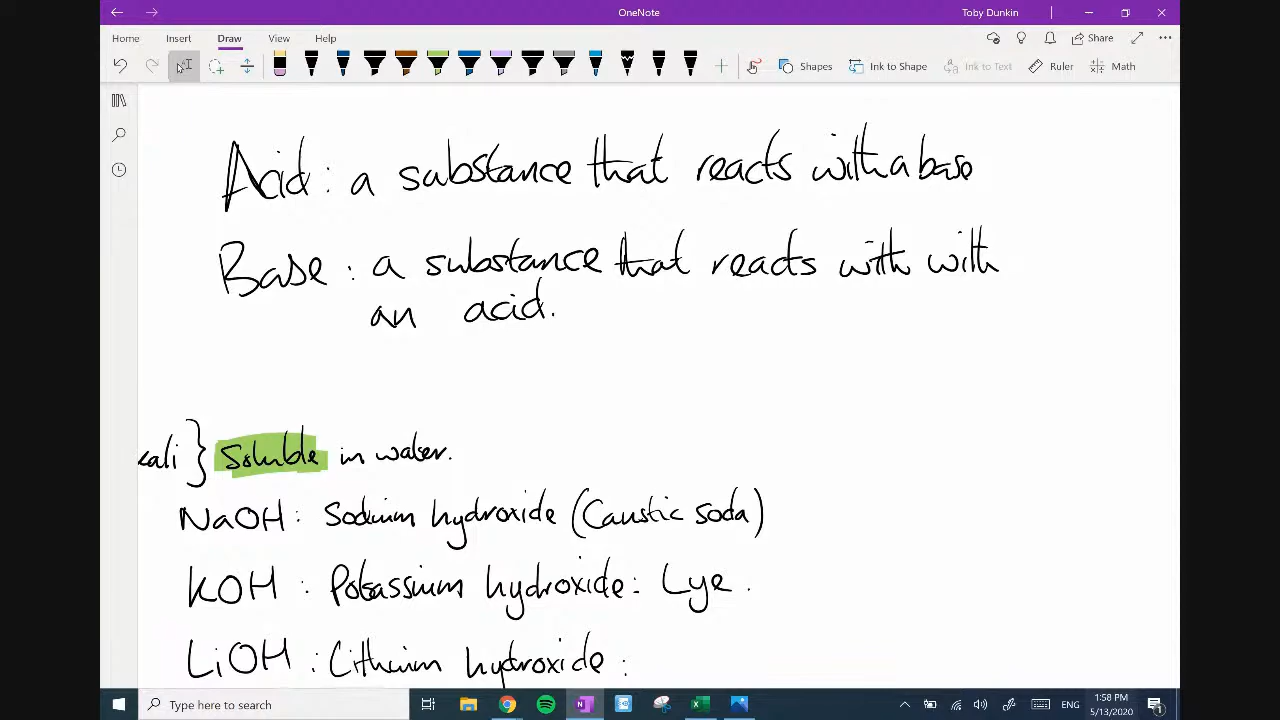 OneNote
Toby Dunkin
Home Insert Draw View Help
Share
Shapes Ink to Shape Ink to Text Ruler Math
Acid: a substance that reacts with a base
Base: a substance that reacts with with
an acid.
kali } Soluble in water.
NaOH: Sodium hydroxide (Caustic soda)
KOH: Potassium hydroxide: Lye.
LiOH: Lithium hydroxide:
Type here to search
ENG
1:58 PM
5/13/2020